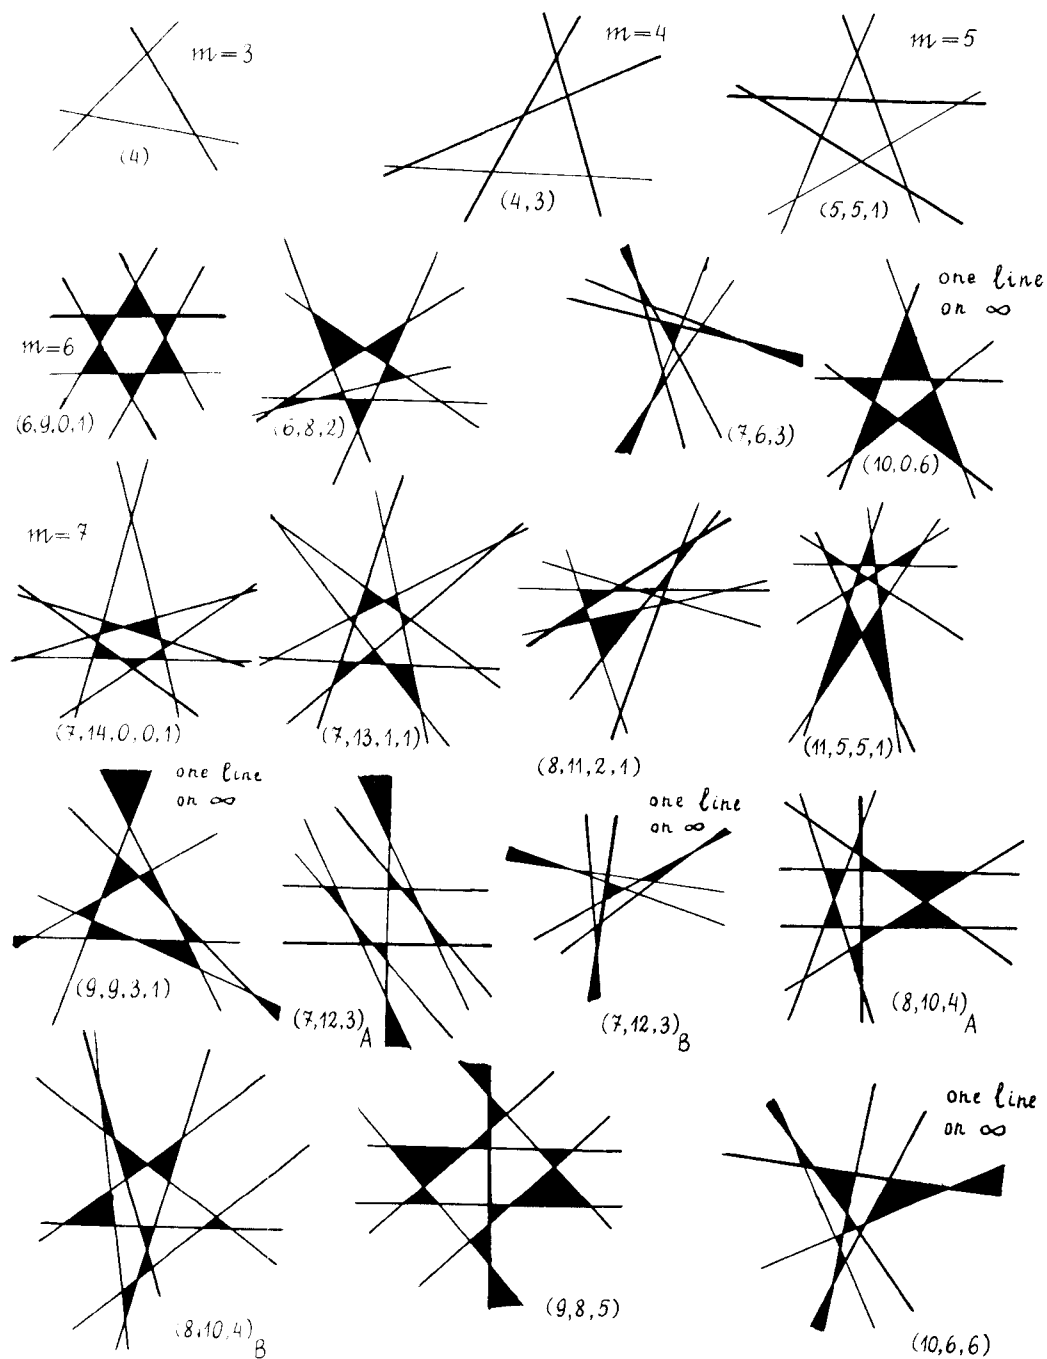 m=3
m=4
m=5
(4)
(4,3)
(5,5,1)
one line
on ∞
m=6
(6,9,0,1)
(6,8,2)
(7,6,3)
(10,0,6)
m=7
(7,14,0,0,1)
(7,13,1,1)
(8,11,2,1)
(11,5,5,1)
one line
on ∞
one line
on ∞
(9,9,3,1)
(7,12,3)A
(7,12,3)B
(8,10,4)A
one line
on ∞
(8,10,4)B
(9,8,5)
(10,6,6)